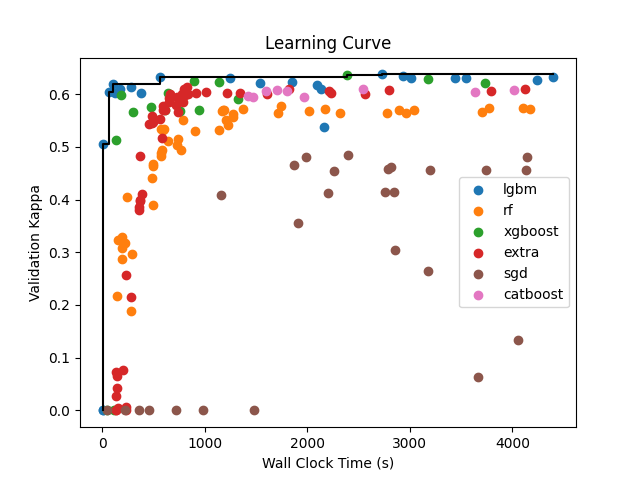 Learning Curve
Validation Kappa
0.6
0.5
0.4
0.3
0.2
0.1
0.0
lgbm
rf
xgboost
extra
sgd
catboost
0 1000 2000 3000 4000
Wall Clock Time (s)